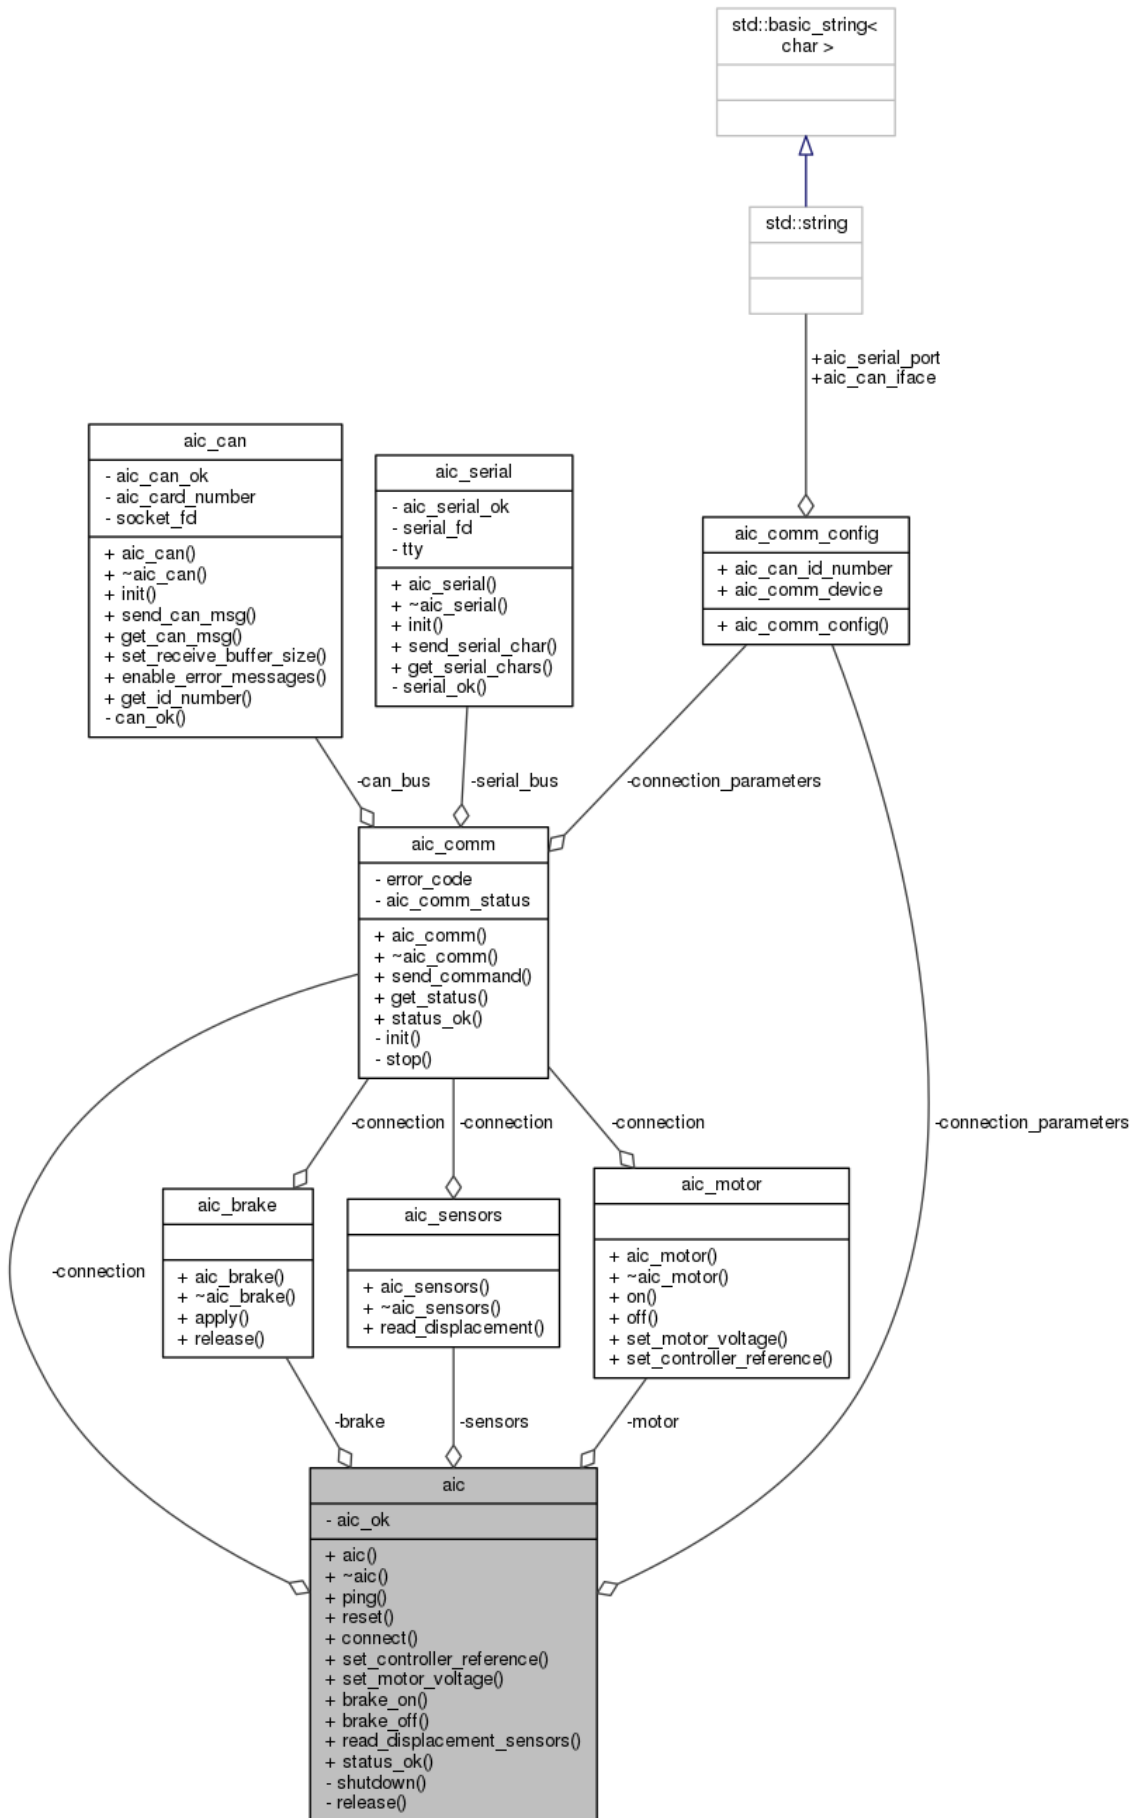 std::basic_string<
char >
std::string
+aic_serial_port
+aic_can_iface
aic_can
- aic_can_ok
- aic_card_number
- socket_fd
+ aic_can()
+ ~aic_can()
+ init()
+ send_can_msg()
+ get_can_msg()
+ set_receive_buffer_size()
+ enable_error_messages()
+ get_id_number()
- can_ok()
aic_serial
- aic_serial_ok
- serial_fd
- tty
+ aic_serial()
+ ~aic_serial()
+ init()
+ send_serial_char()
+ get_serial_chars()
- serial_ok()
aic_comm_config
+ aic_can_id_number
+ aic_comm_device
+ aic_comm_config()
-can_bus
-serial_bus
-connection_parameters
aic_comm
- error_code
- aic_comm_status
+ aic_comm()
+ ~aic_comm()
+ send_command()
+ get_status()
+ status_ok()
- init()
- stop()
-connection
-connection
-connection
-connection_parameters
aic_brake
+ aic_brake()
+ ~aic_brake()
+ apply()
+ release()
aic_sensors
+ aic_sensors()
+ ~aic_sensors()
+ read_displacement()
aic_motor
+ aic_motor()
+ ~aic_motor()
+ on()
+ off()
+ set_motor_voltage()
+ set_controller_reference()
-connection
-brake
-sensors
-motor
aic
- aic_ok
+ aic()
+ ~aic()
+ ping()
+ reset()
+ connect()
+ set_controller_reference()
+ set_motor_voltage()
+ brake_on()
+ brake_off()
+ read_displacement_sensors()
+ status_ok()
- shutdown()
- release()